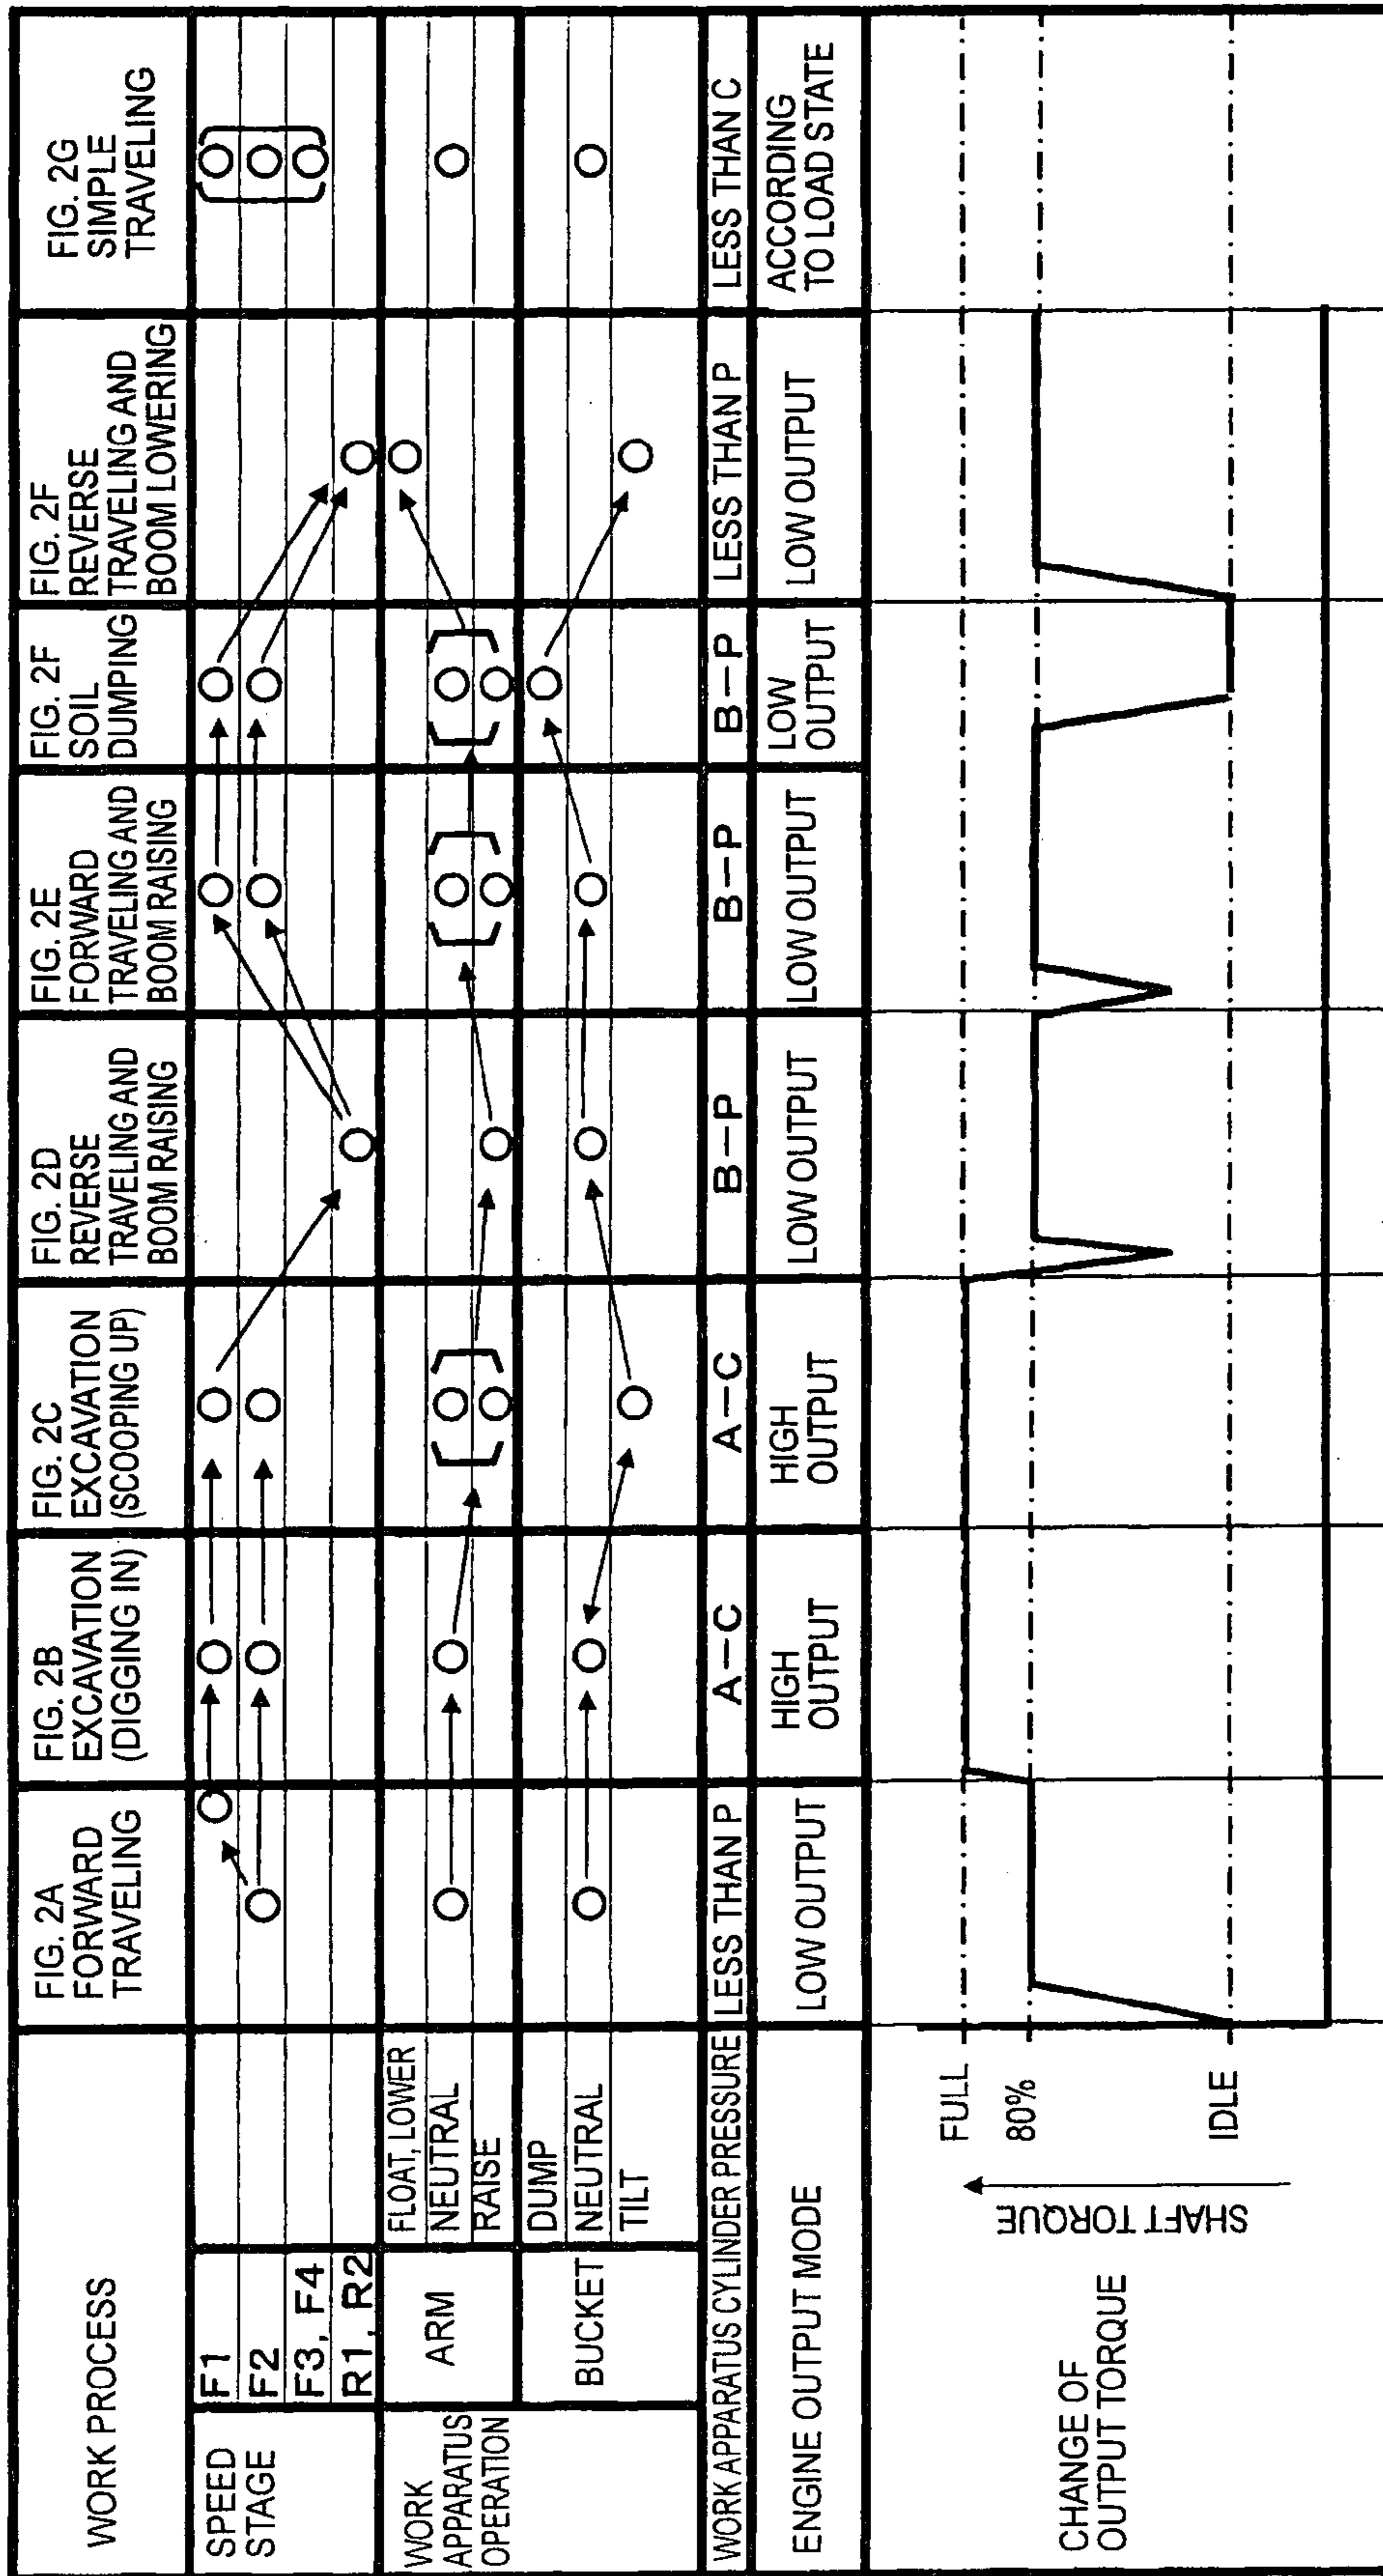 WORK PROCESS
FIG. 2A
FORWARD
TRAVELING
FIG. 2B
EXCAVATION
(DIGGING IN)
FIG. 2C
EXCAVATION
(SCOOPING UP)
FIG. 2D
REVERSE
TRAVELING AND
BOOM RAISING
FIG. 2E
FORWARD
TRAVELING AND
BOOM RAISING
FIG. 2F
SOIL
DUMPING
FIG. 2F
REVERSE
TRAVELING AND
BOOM LOWERING
FIG. 2G
SIMPLE
TRAVELING
SPEED
STAGE
F1
F2
F3, F4
R1, R2
WORK
APPARATUS
OPERATION
ARM
FLOAT, LOWER
NEUTRAL
RAISE
BUCKET
DUMP
NEUTRAL
TILT
WORK APPARATUS CYLINDER PRESSURE
LESS THAN P
A-C
A-C
B-P
B-P
B-P
LESS THAN P
LESS THAN C
ENGINE OUTPUT MODE
LOW OUTPUT
HIGH
OUTPUT
HIGH
OUTPUT
LOW OUTPUT
LOW OUTPUT
LOW
OUTPUT
LOW OUTPUT
ACCORDING
TO LOAD STATE
CHANGE OF
OUTPUT TORQUE
SHAFT TORQUE
FULL
80%
IDLE